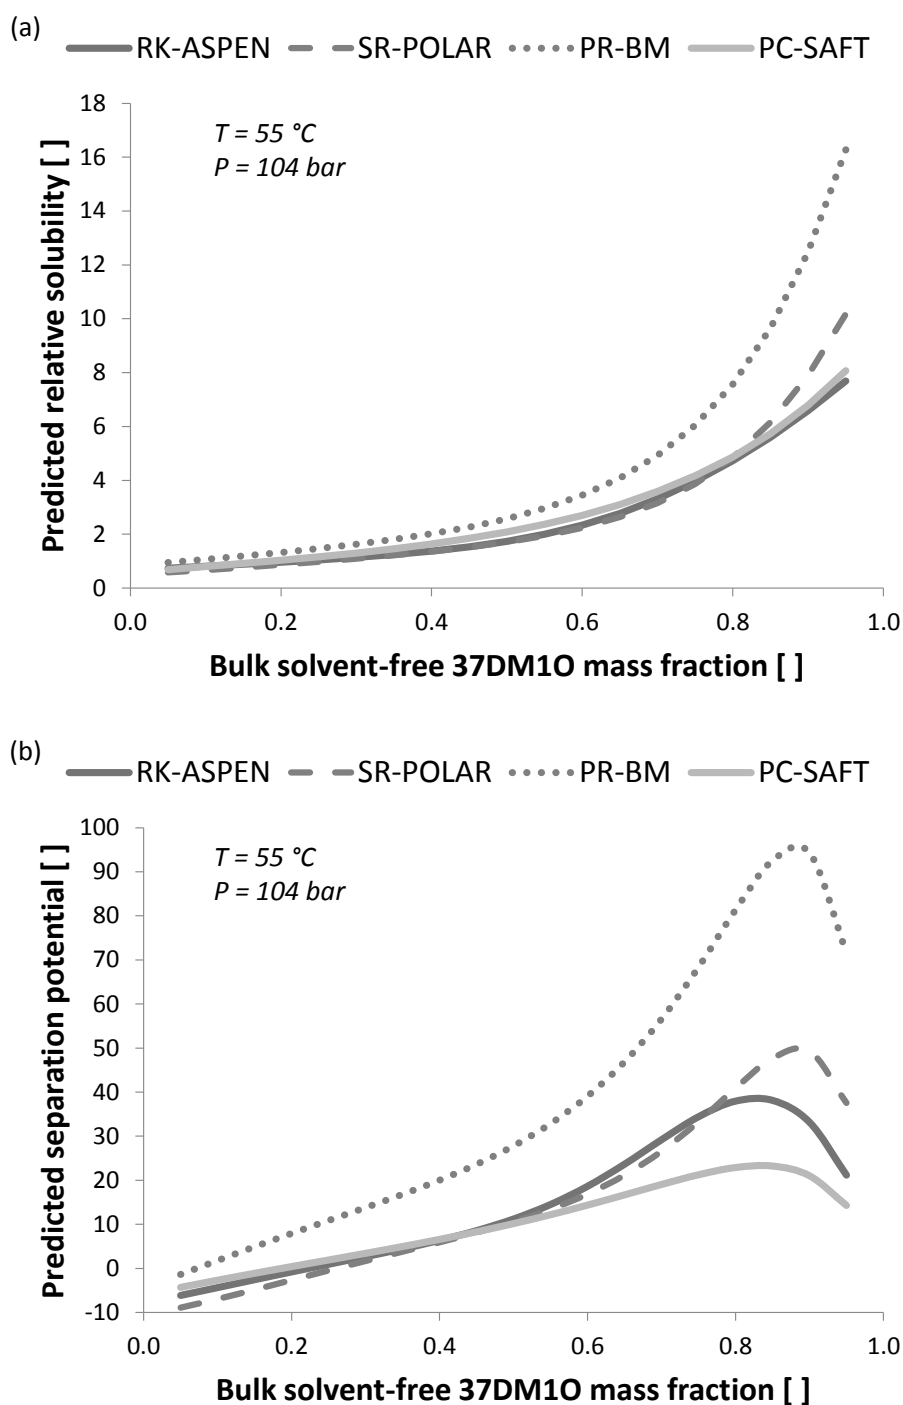 (a)
RK-ASPEN SR-POLAR PR-BM PC-SAFT
T = 55 °C
P = 104 bar
Predicted relative solubility [ ]
18
16
14
12
10
8
6
4
2
0
0.0 0.2 0.4 0.6 0.8 1.0
Bulk solvent-free 37DM1O mass fraction [ ]
(b)
RK-ASPEN SR-POLAR PR-BM PC-SAFT
T = 55 °C
P = 104 bar
Predicted separation potential [ ]
100
90
80
70
60
50
40
30
20
10
0
-10
0.0 0.2 0.4 0.6 0.8 1.0
Bulk solvent-free 37DM1O mass fraction [ ]